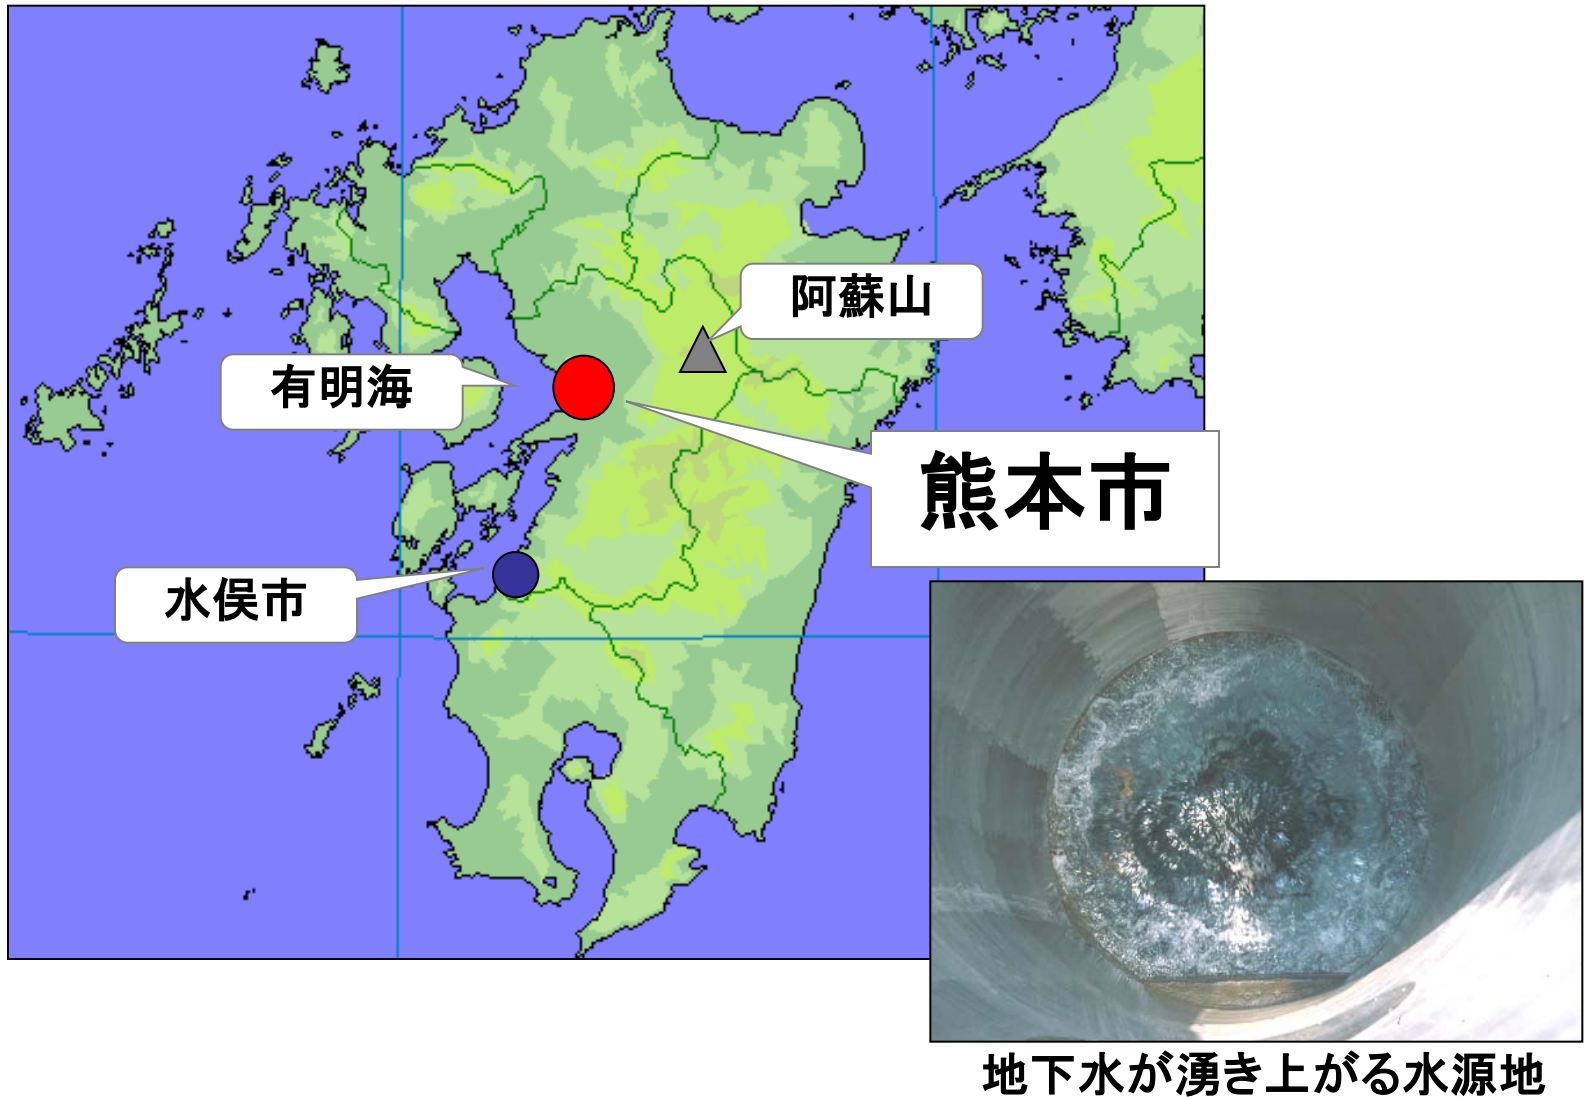 阿蘇山
有明海
熊本市
水俣市
地下水が湧き上がる水源地